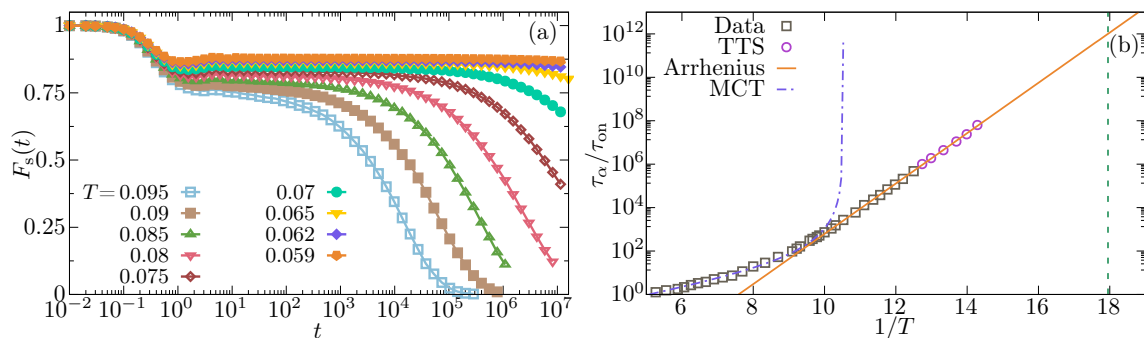 (a)
1
0.75
0.5
0.25
0
F_s(t)
T=0.095
0.09
0.085
0.08
0.075
0.07
0.065
0.062
0.059
10^−2 10^−1 10^0 10^1 10^2 10^3 10^4 10^5 10^6 10^7
t
(b)
Data
TTS
Arrhenius
MCT
10^12
10^10
10^8
10^6
10^4
10^2
10^0
τ_α/τ_on
6 8 10 12 14 16 18
1/T